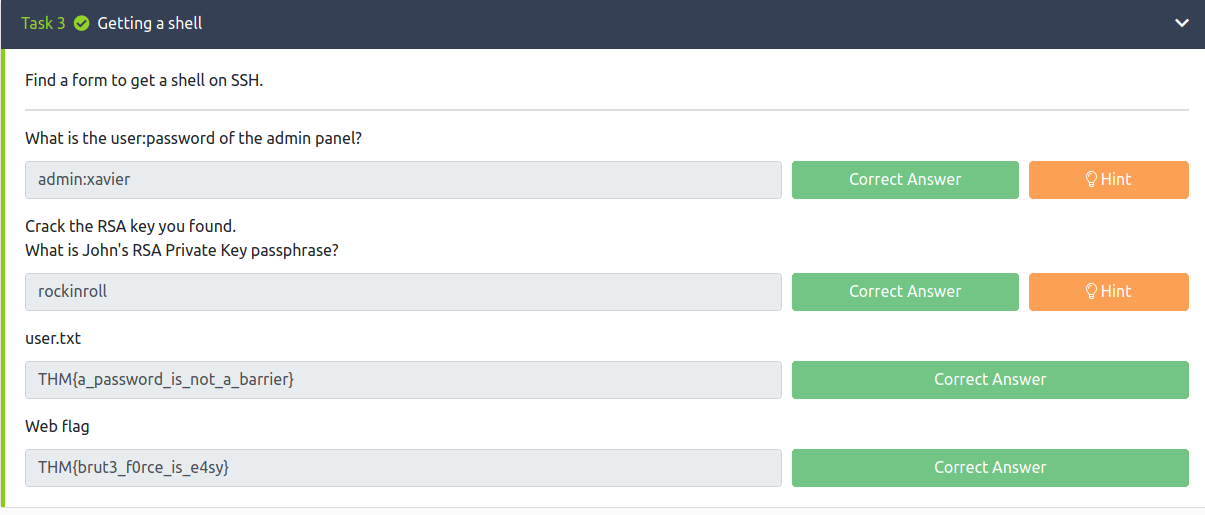 Task 3 Getting a shell
Find a form to get a shell on SSH.
What is the user:password of the admin panel?
admin:xavier Correct Answer Hint
Crack the RSA key you found.
What is John's RSA Private Key passphrase?
rockinroll Correct Answer Hint
user.txt
THM{a_password_is_not_a_barrier} Correct Answer
Web flag
THM{brut3_f0rce_is_e4sy} Correct Answer